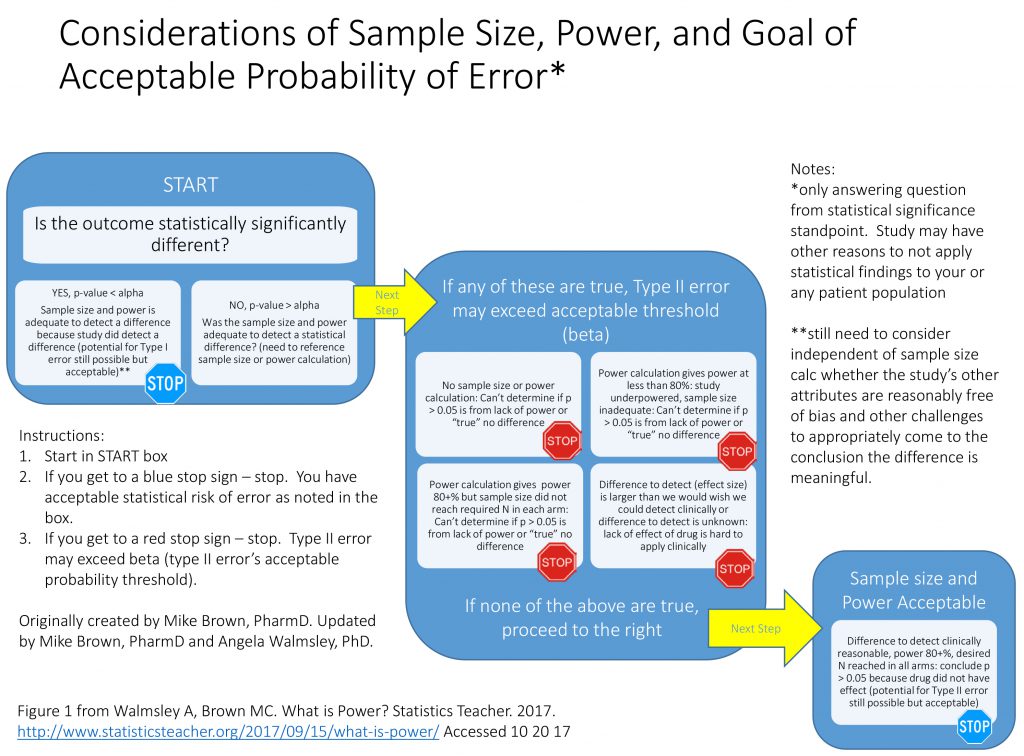 Considerations of Sample Size, Power, and Goal of
Acceptable Probability of Error*
START
Is the outcome statistically significantly
different?
YES, p-value < alpha
Sample size and power is
adequate to detect a difference
because study did detect a
difference (potential for Type I
error still possible but
acceptable)**
STOP
NO, p-value > alpha
Was the sample size and power
adequate to detect a statistical
difference? (need to reference
sample size or power calculation)
Next
Step
If any of these are true, Type II error
may exceed acceptable threshold
(beta)
No sample size or power
calculation: Can't determine if p
> 0.05 is from lack of power or
"true" no difference
STOP
Power calculation gives power at
less than 80%: study
underpowered, sample size
inadequate: Can't determine if p
> 0.05 is from lack of power or
"true" no difference
STOP
Power calculation gives power
80+% but sample size did not
reach required N in each arm:
Can't determine if p > 0.05 is
from lack of power or "true" no
difference
STOP
Difference to detect (effect size)
is larger than we would wish we
could detect clinically or
difference to detect is unknown:
lack of effect of drug is hard to
apply clinically
STOP
If none of the above are true,
proceed to the right
Next Step
Sample size and
Power Acceptable
Difference to detect clinically
reasonable, power 80+%, desired
N reached in all arms: conclude p
> 0.05 because drug did not have
effect (potential for Type II error
still possible but acceptable)
STOP
Notes:
*only answering question
from statistical significance
standpoint. Study may have
other reasons to not apply
statistical findings to your or
any patient population
**still need to consider
independent of sample size
calc whether the study's other
attributes are reasonably free
of bias and other challenges
to appropriately come to the
conclusion the difference is
meaningful.
Instructions:
1. Start in START box
2. If you get to a blue stop sign – stop. You have
acceptable statistical risk of error as noted in the
box.
3. If you get to a red stop sign – stop. Type II error
may exceed beta (type II error's acceptable
probability threshold).
Originally created by Mike Brown, PharmD. Updated
by Mike Brown, PharmD and Angela Walmsley, PhD.
Figure 1 from Walmsley A, Brown MC. What is Power? Statistics Teacher. 2017.
http://www.statisticsteacher.org/2017/09/15/what-is-power/ Accessed 10 20 17